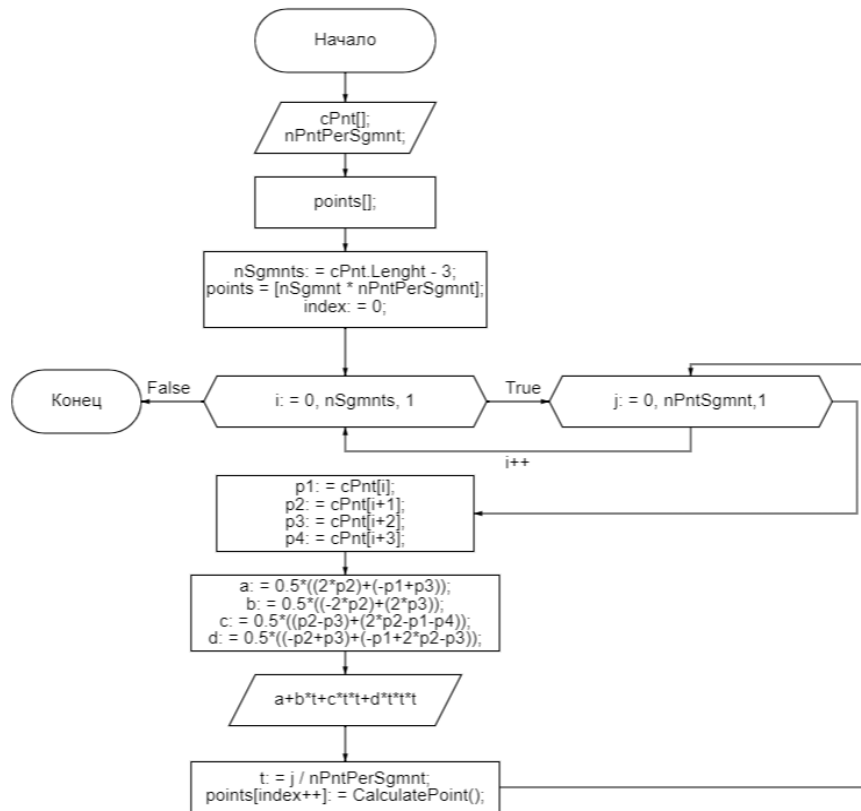 Начало
cPnt[];
nPntPerSgmnt;
points[];
nSgmnts: = cPnt.Lenght - 3;
points = [nSgmnt * nPntPerSgmnt];
index: = 0;
Конец
False
i: = 0, nSgmnts, 1
True
j: = 0, nPntSgmnt,1
i++
p1: = cPnt[i];
p2: = cPnt[i+1];
p3: = cPnt[i+2];
p4: = cPnt[i+3];
a: = 0.5*((2*p2)+(-p1+p3));
b: = 0.5*((-2*p2)+(2*p3));
c: = 0.5*((p2-p3)+(2*p2-p1-p4));
d: = 0.5*((-p2+p3)+(-p1+2*p2-p3));
a+b*t+c*t*t+d*t*t*t
t: = j / nPntPerSgmnt;
points[index++]: = CalculatePoint();